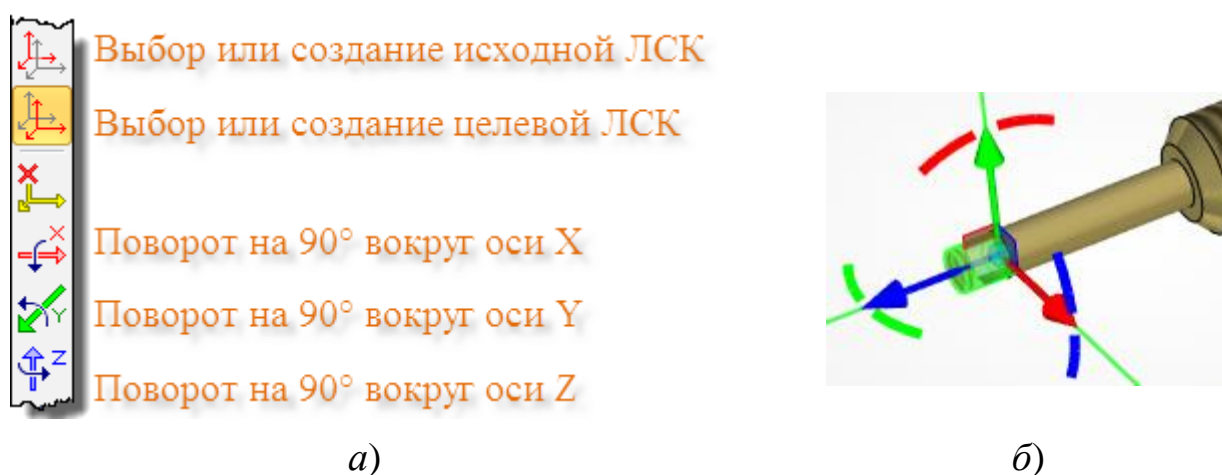 Выбор или создание исходной ЛСК
Выбор или создание целевой ЛСК
X
Поворот на 90° вокруг оси X
Y
Поворот на 90° вокруг оси Y
Z
Поворот на 90° вокруг оси Z
а) б)